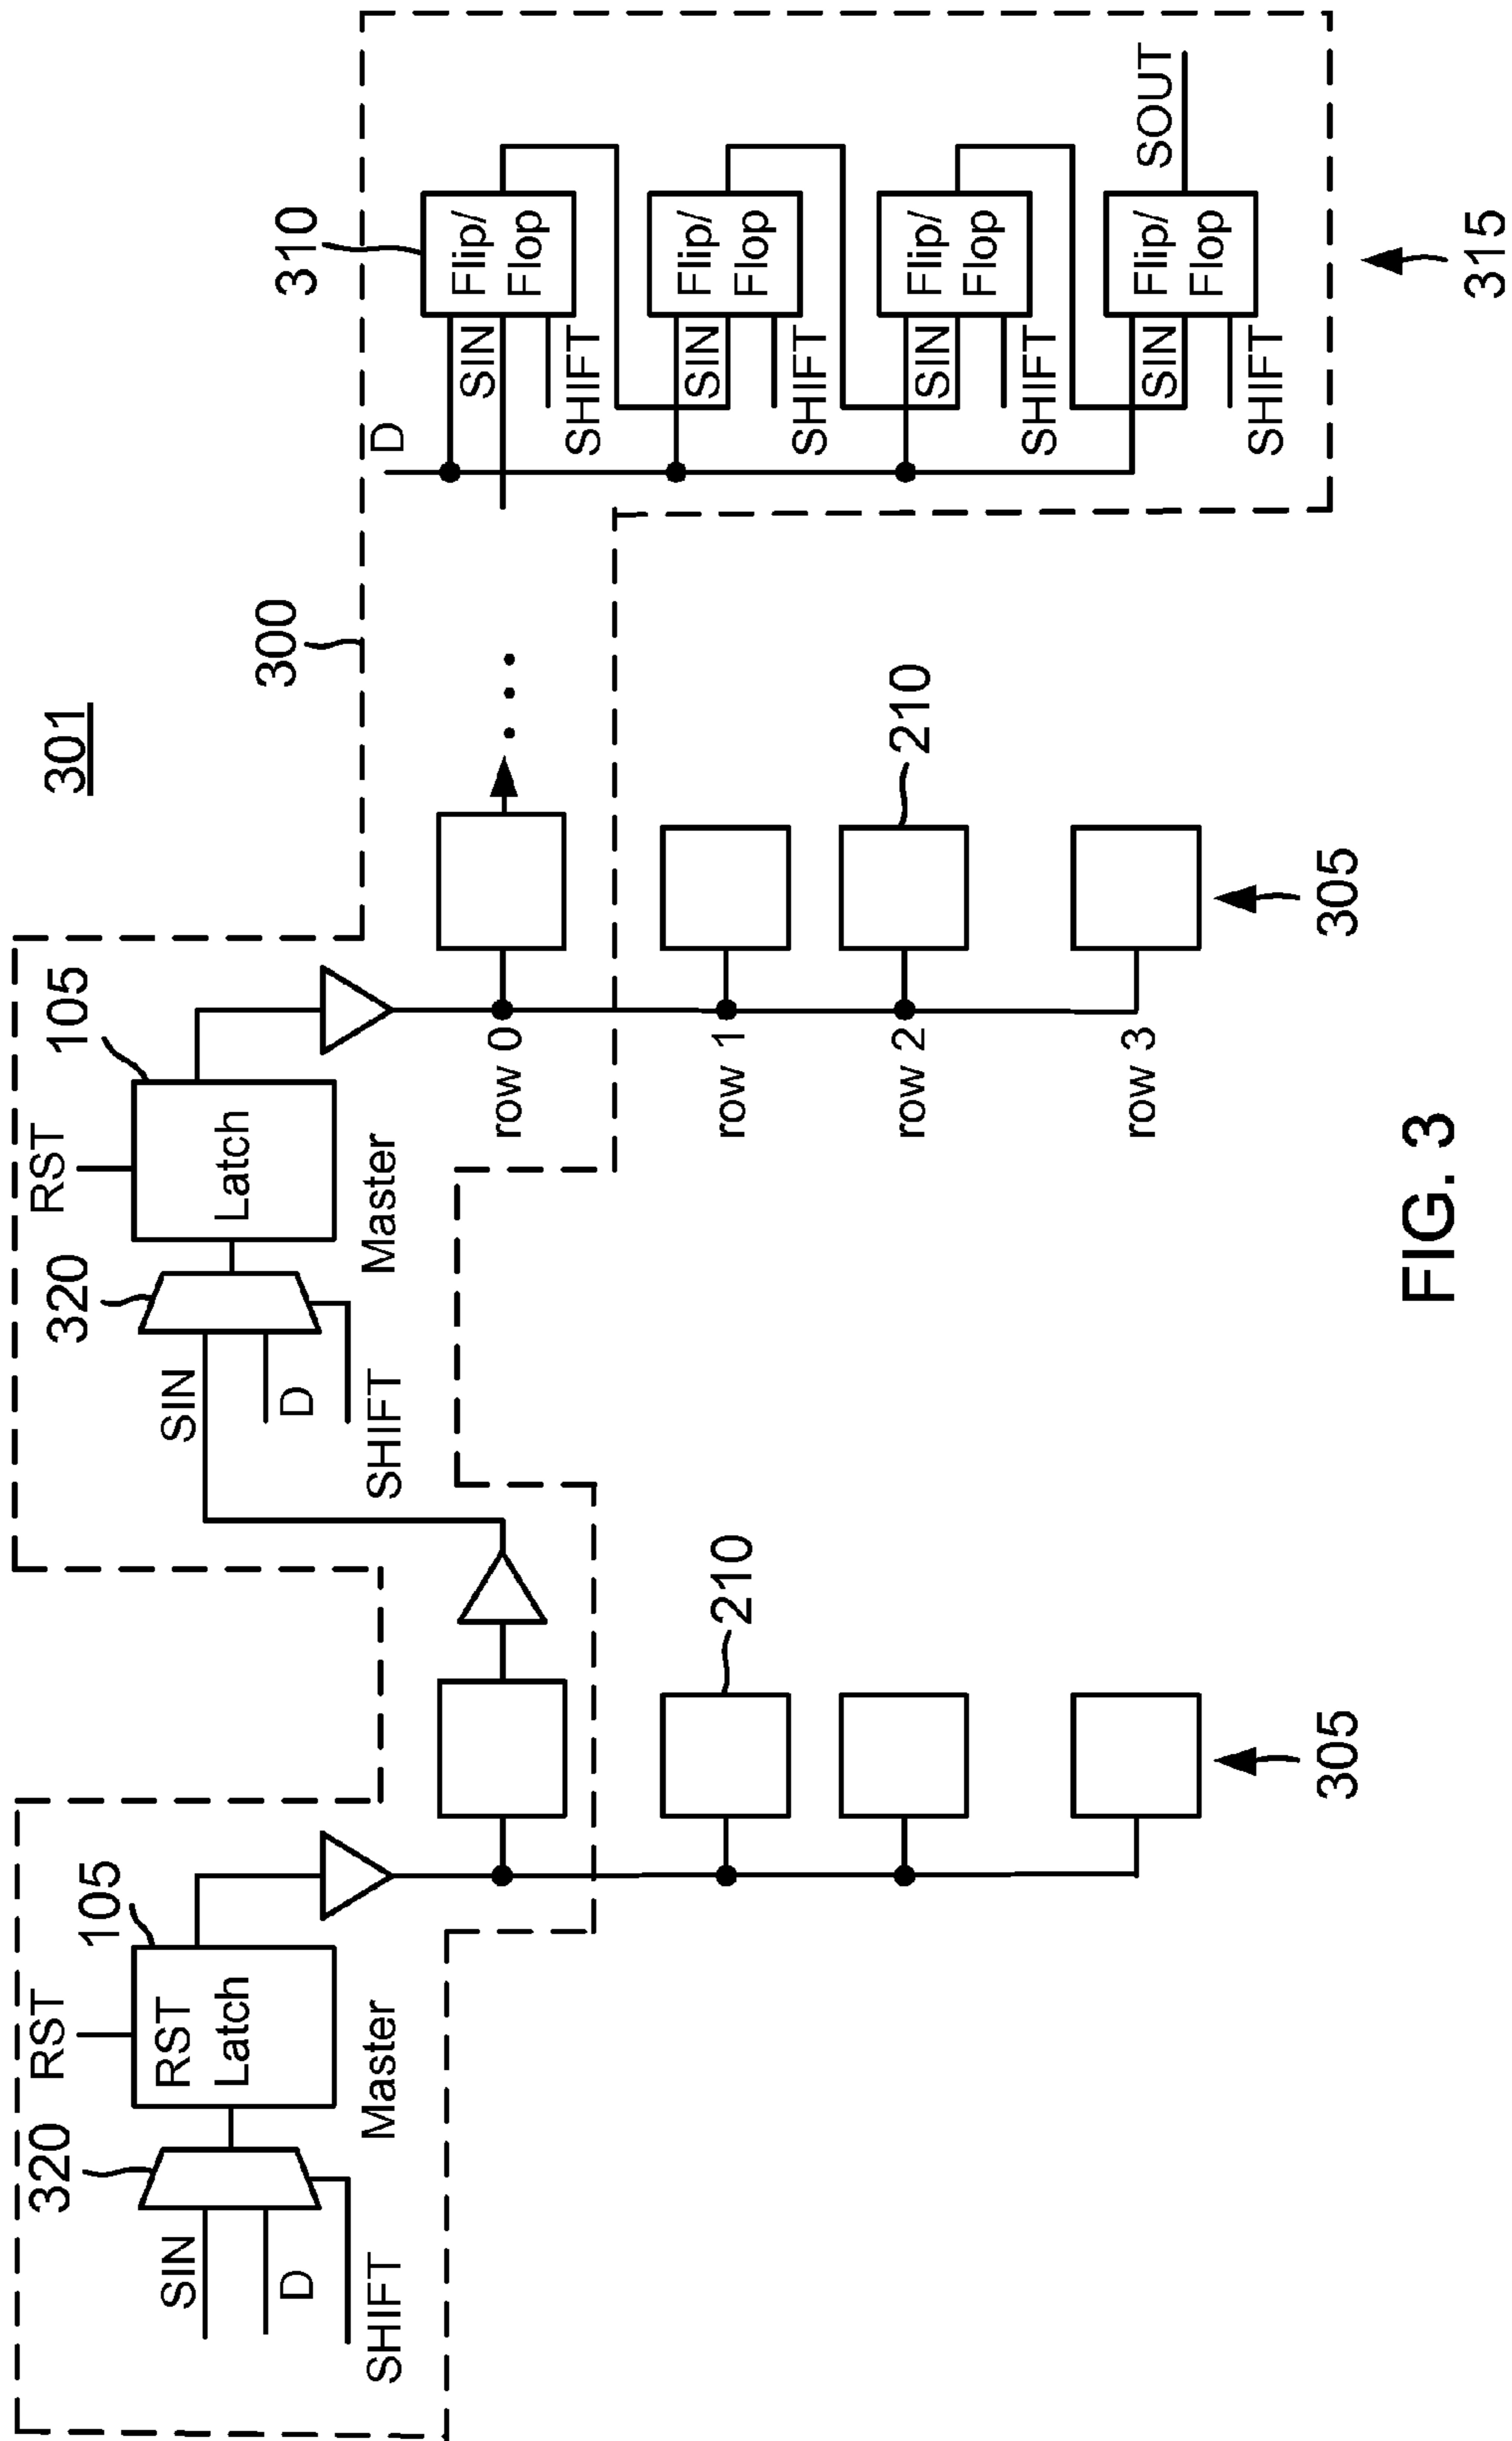 301
320
RST
105
SIN
D
SHIFT
RST
Latch
Master
210
305
320
RST
105
SIN
D
SHIFT
Latch
Master
row 0
row 1
row 2
row 3
210
305
300
D
310
SIN
SHIFT
Flip/
Flop
SIN
SHIFT
Flip/
Flop
SIN
SHIFT
Flip/
Flop
SIN
SHIFT
Flip/
Flop
SOUT
315
FIG. 3